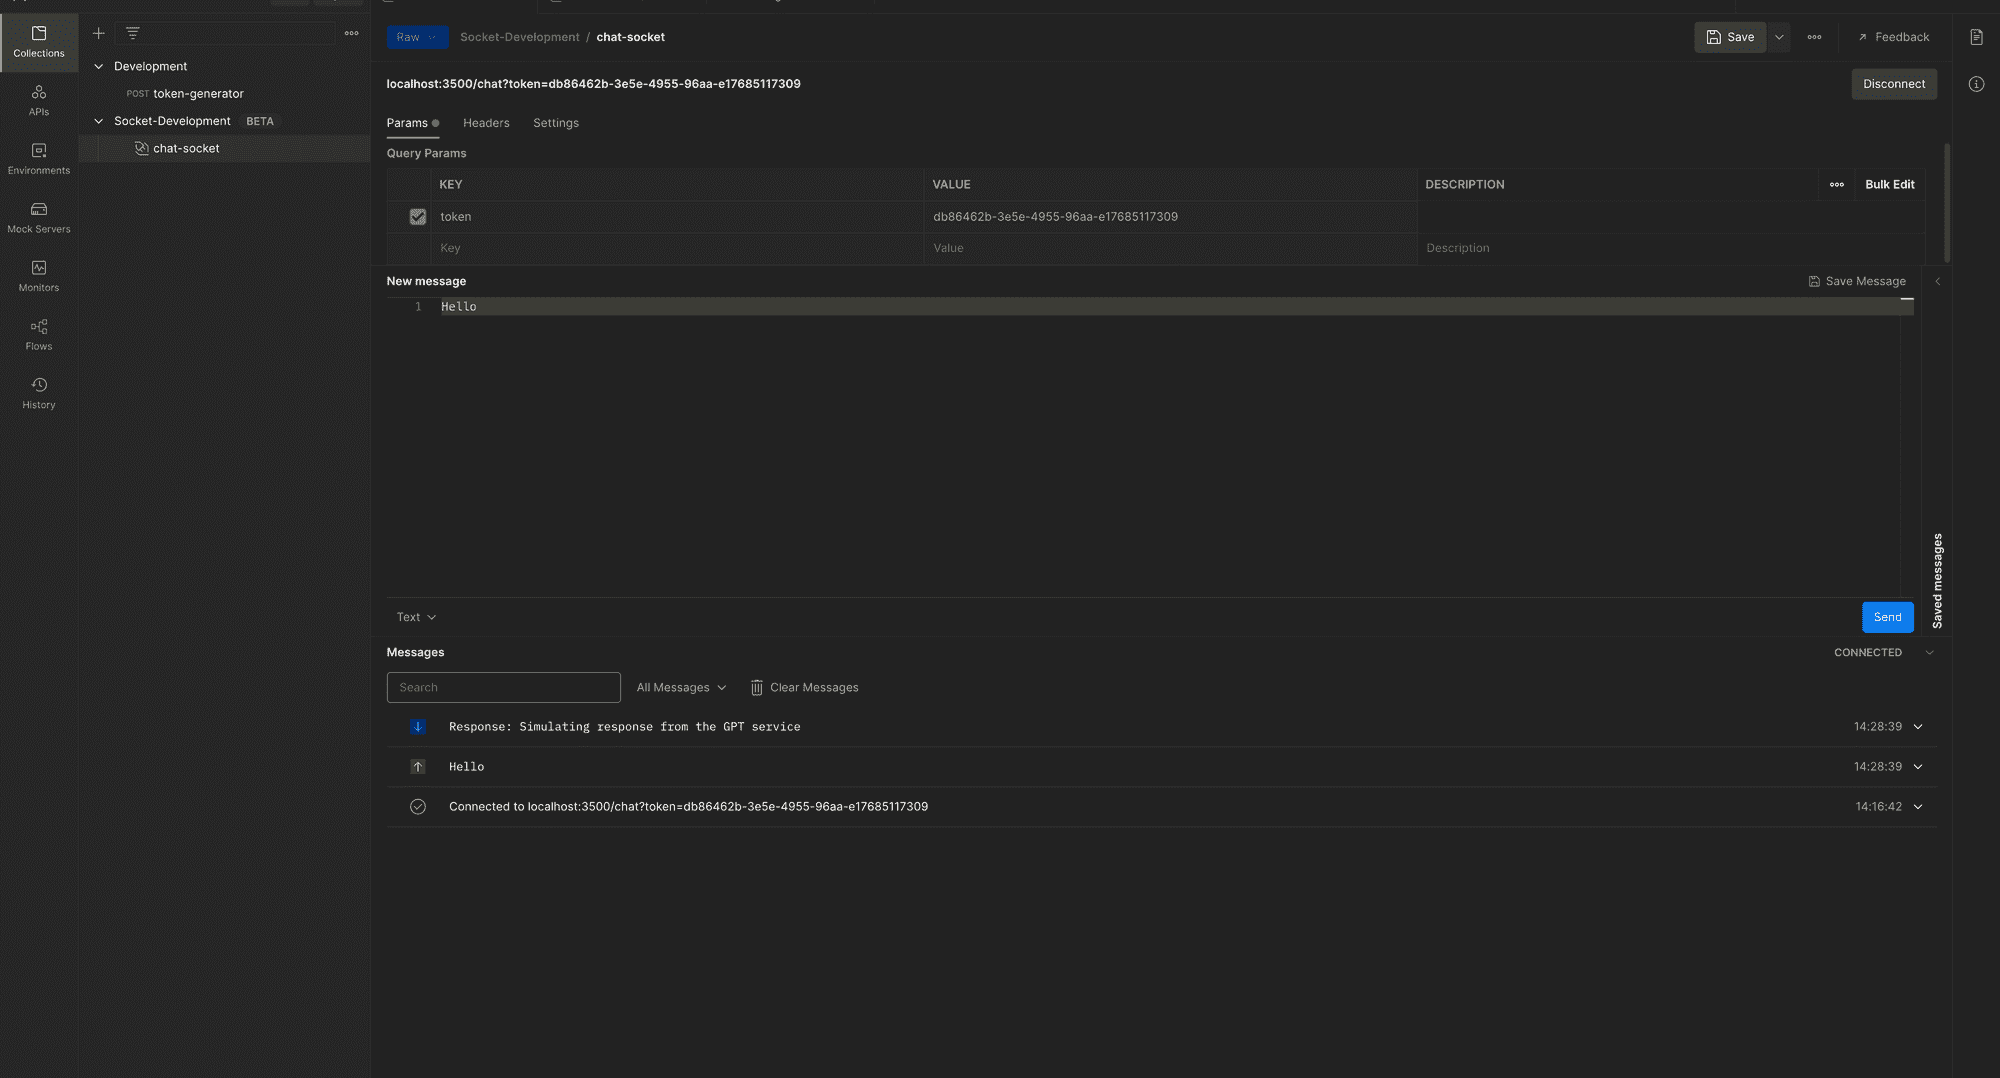 Collections
APIs
Environments
Mock Servers
Monitors
Flows
History
Development
POST token-generator
Socket-Development BETA
chat-socket
Raw
Socket-Development / chat-socket
Save
Feedback
localhost:3500/chat?token=db86462b-3e5e-4955-96aa-e17685117309
Disconnect
Params Headers Settings
Query Params
KEY VALUE DESCRIPTION Bulk Edit
token db86462b-3e5e-4955-96aa-e17685117309
Key Value Description
New message
Save Message
1 Hello
Saved messages
Text
Send
Messages
CONNECTED
Search
All Messages
Clear Messages
Response: Simulating response from the GPT service 14:28:39
Hello 14:28:39
Connected to localhost:3500/chat?token=db86462b-3e5e-4955-96aa-e17685117309 14:16:42